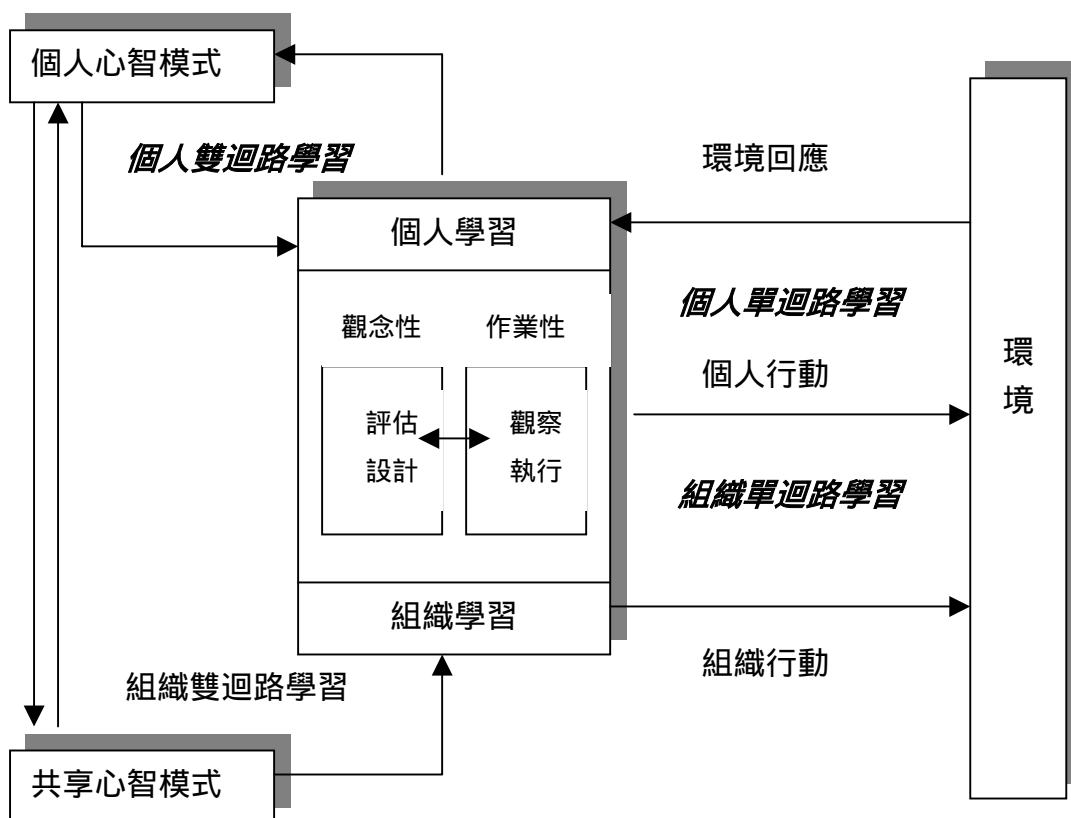 個人心智模式
個人雙迴路學習
環境回應
個人學習
個人單迴路學習
觀念性
作業性
環
境
個人行動
評估
設計
觀察
執行
組織單迴路學習
組織學習
組織行動
組織雙迴路學習
共享心智模式